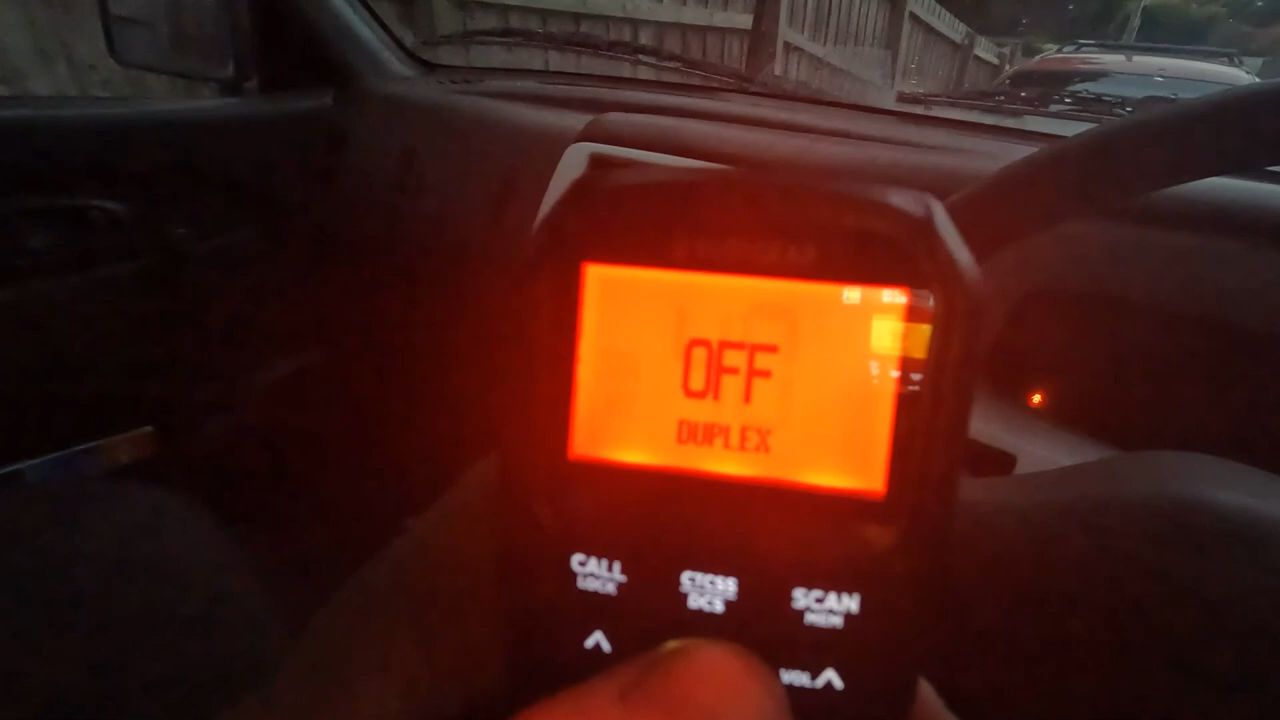 OFF
DUPLEX
CALL
LOCK
CTCSS
DCS
SCAN
MEM
VOL